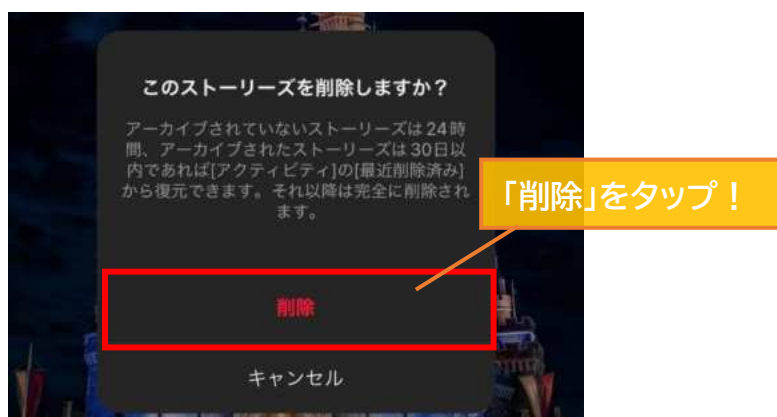 このストーリーズを削除しますか？
アーカイブされていないストーリーズは24時
間、アーカイブされたストーリーズは30日以
内であれば[アクティビティ]の[最近削除済み]
から復元できます。それ以降は完全に削除され
ます。
「削除」をタップ！
削除
キャンセル